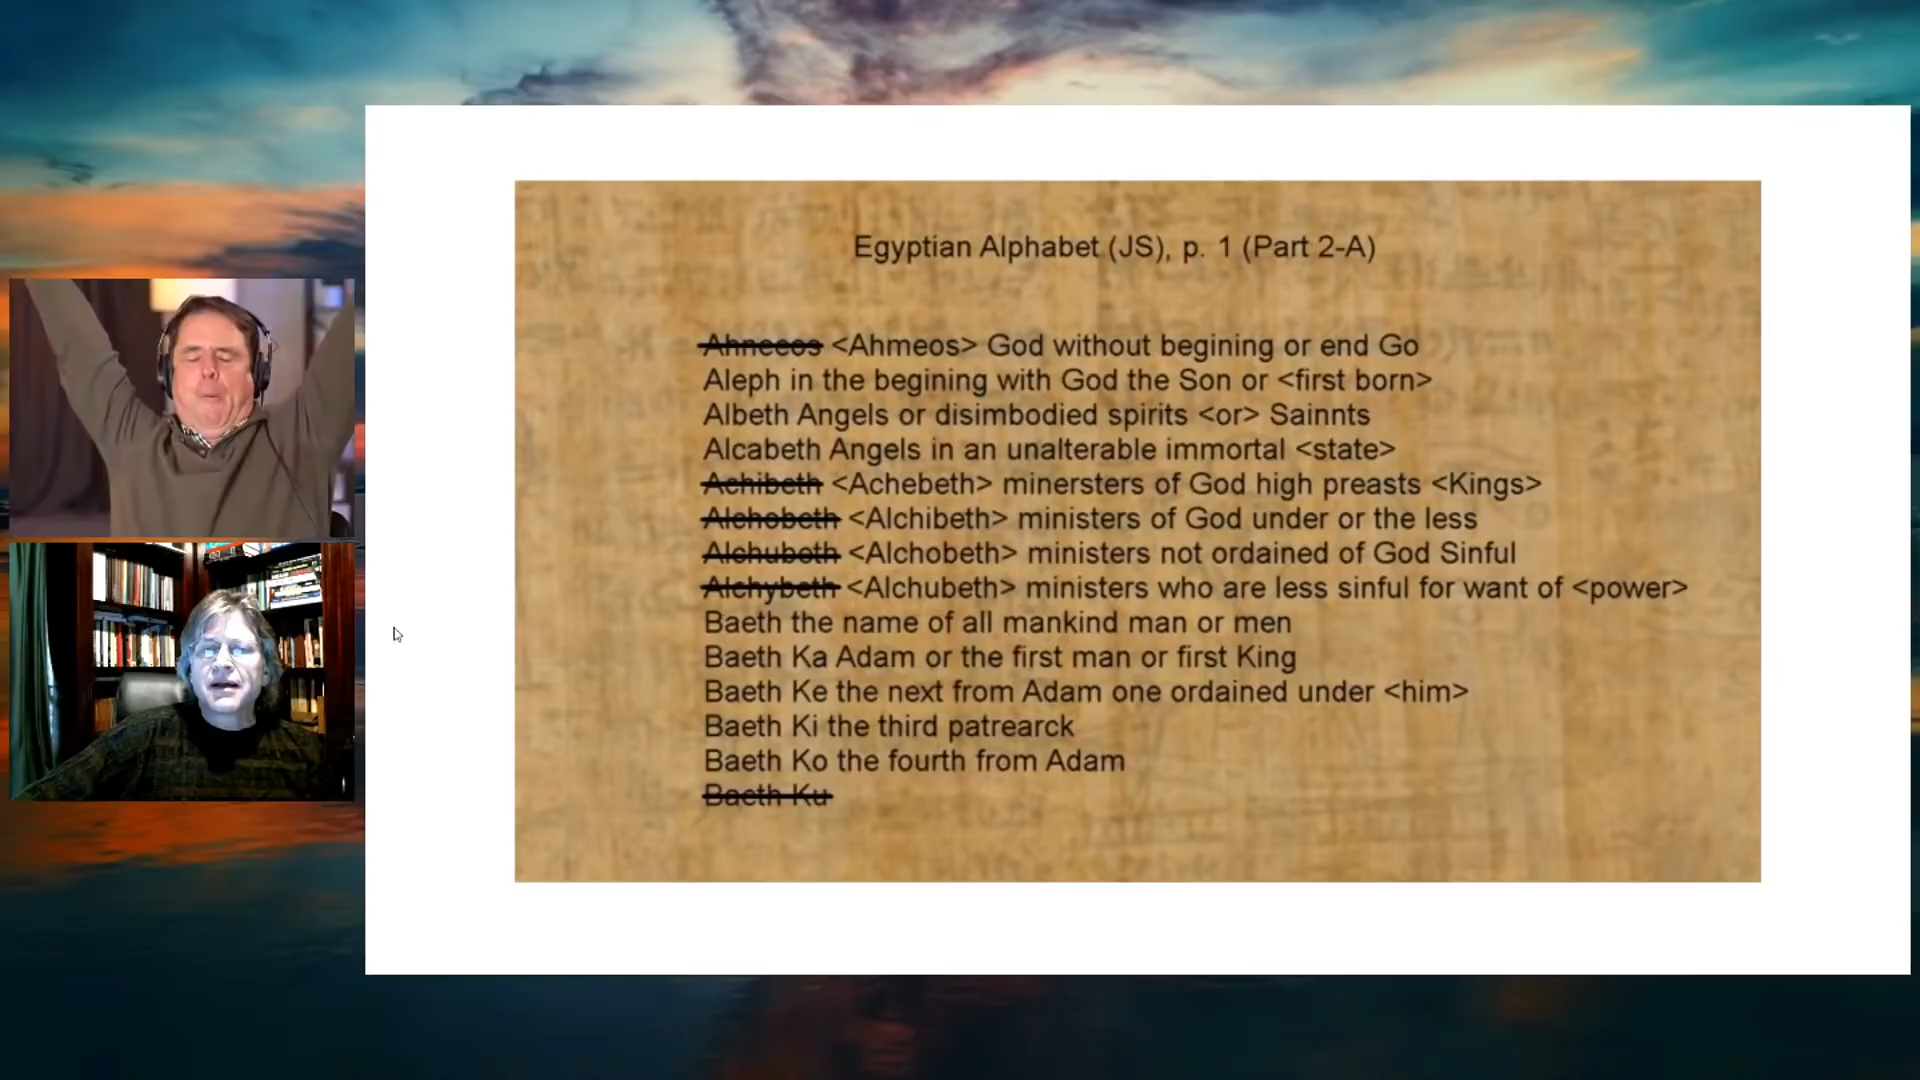 Egyptian Alphabet (JS), p. 1 (Part 2-A)
Ahneeos <Ahmeos> God without begining or end Go
Aleph in the begining with God the Son or <first born>
Albeth Angels or disimbodied spirits <or> Sainnts
Alcabeth Angels in an unalterable immortal <state>
Achibeth <Achebeth> minersters of God high preasts <Kings>
Alchobeth <Alchibeth> ministers of God under or the less
Alchubeth <Alchobeth> ministers not ordained of God Sinful
Alchybeth <Alchubeth> ministers who are less sinful for want of <power>
Baeth the name of all mankind man or men
Baeth Ka Adam or the first man or first King
Baeth Ke the next from Adam one ordained under <him>
Baeth Ki the third patrearck
Baeth Ko the fourth from Adam
Baeth Ku